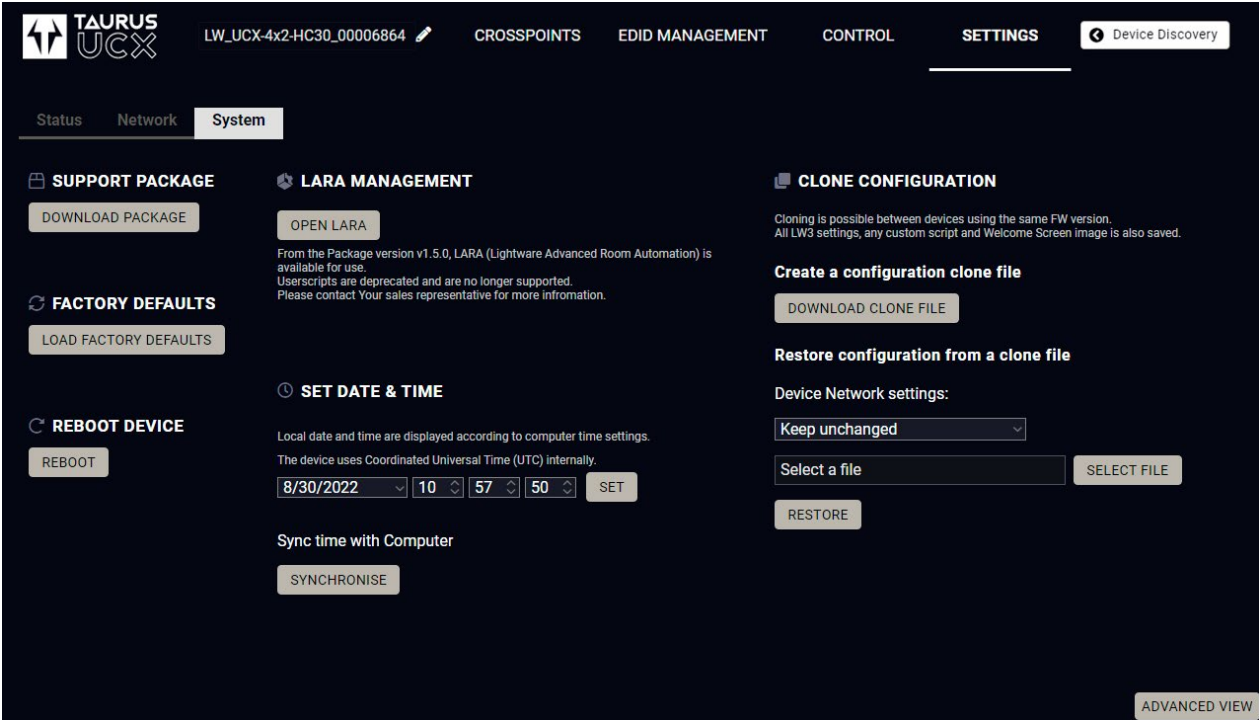 TAURUS
UCX
LW_UCX-4x2-HC30_00006864
CROSSPOINTS
EDID MANAGEMENT
CONTROL
SETTINGS
Device Discovery
Status
Network
System
SUPPORT PACKAGE
DOWNLOAD PACKAGE
FACTORY DEFAULTS
LOAD FACTORY DEFAULTS
REBOOT DEVICE
REBOOT
LARA MANAGEMENT
OPEN LARA
From the Package version v1.5.0, LARA (Lightware Advanced Room Automation) is
available for use.
Userscripts are deprecated and are no longer supported.
Please contact Your sales representative for more infromation.
SET DATE & TIME
Local date and time are displayed according to computer time settings.
The device uses Coordinated Universal Time (UTC) internally.
8/30/2022 10 57 50 SET
Sync time with Computer
SYNCHRONISE
CLONE CONFIGURATION
Cloning is possible between devices using the same FW version.
All LW3 settings, any custom script and Welcome Screen image is also saved.
Create a configuration clone file
DOWNLOAD CLONE FILE
Restore configuration from a clone file
Device Network settings:
Keep unchanged
Select a file SELECT FILE
RESTORE
ADVANCED VIEW